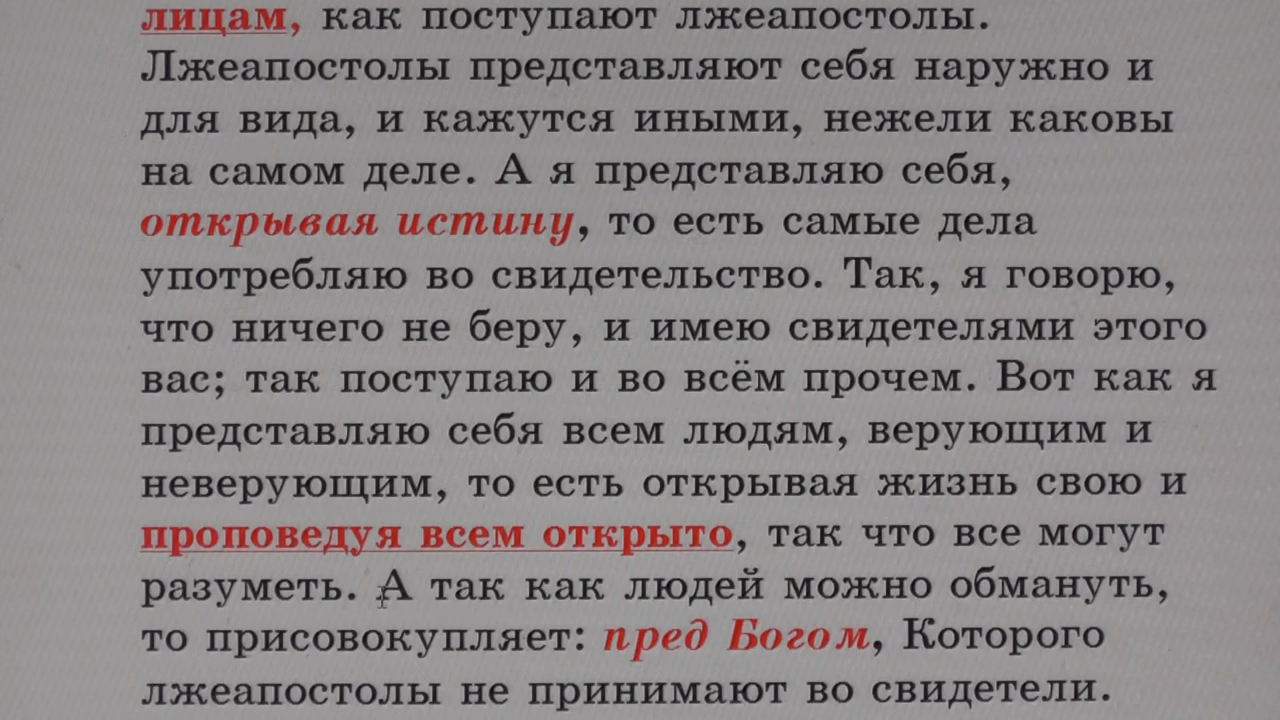 лицам, как поступают лжеапостолы.
Лжеапостолы представляют себя наружно и
для вида, и кажутся иными, нежели каковы
на самом деле. А я представляю себя,
открывая истину, то есть самые дела
употребляю во свидетельство. Так, я говорю,
что ничего не беру, и имею свидетелями этого
вас; так поступаю и во всём прочем. Вот как я
представляю себя всем людям, верующим и
неверующим, то есть открывая жизнь свою и
проповедуя всем открыто, так что все могут
разуметь. А так как людей можно обмануть,
то присовокупляет: пред Богом, Которого
лжеапостолы не принимают во свидетели.